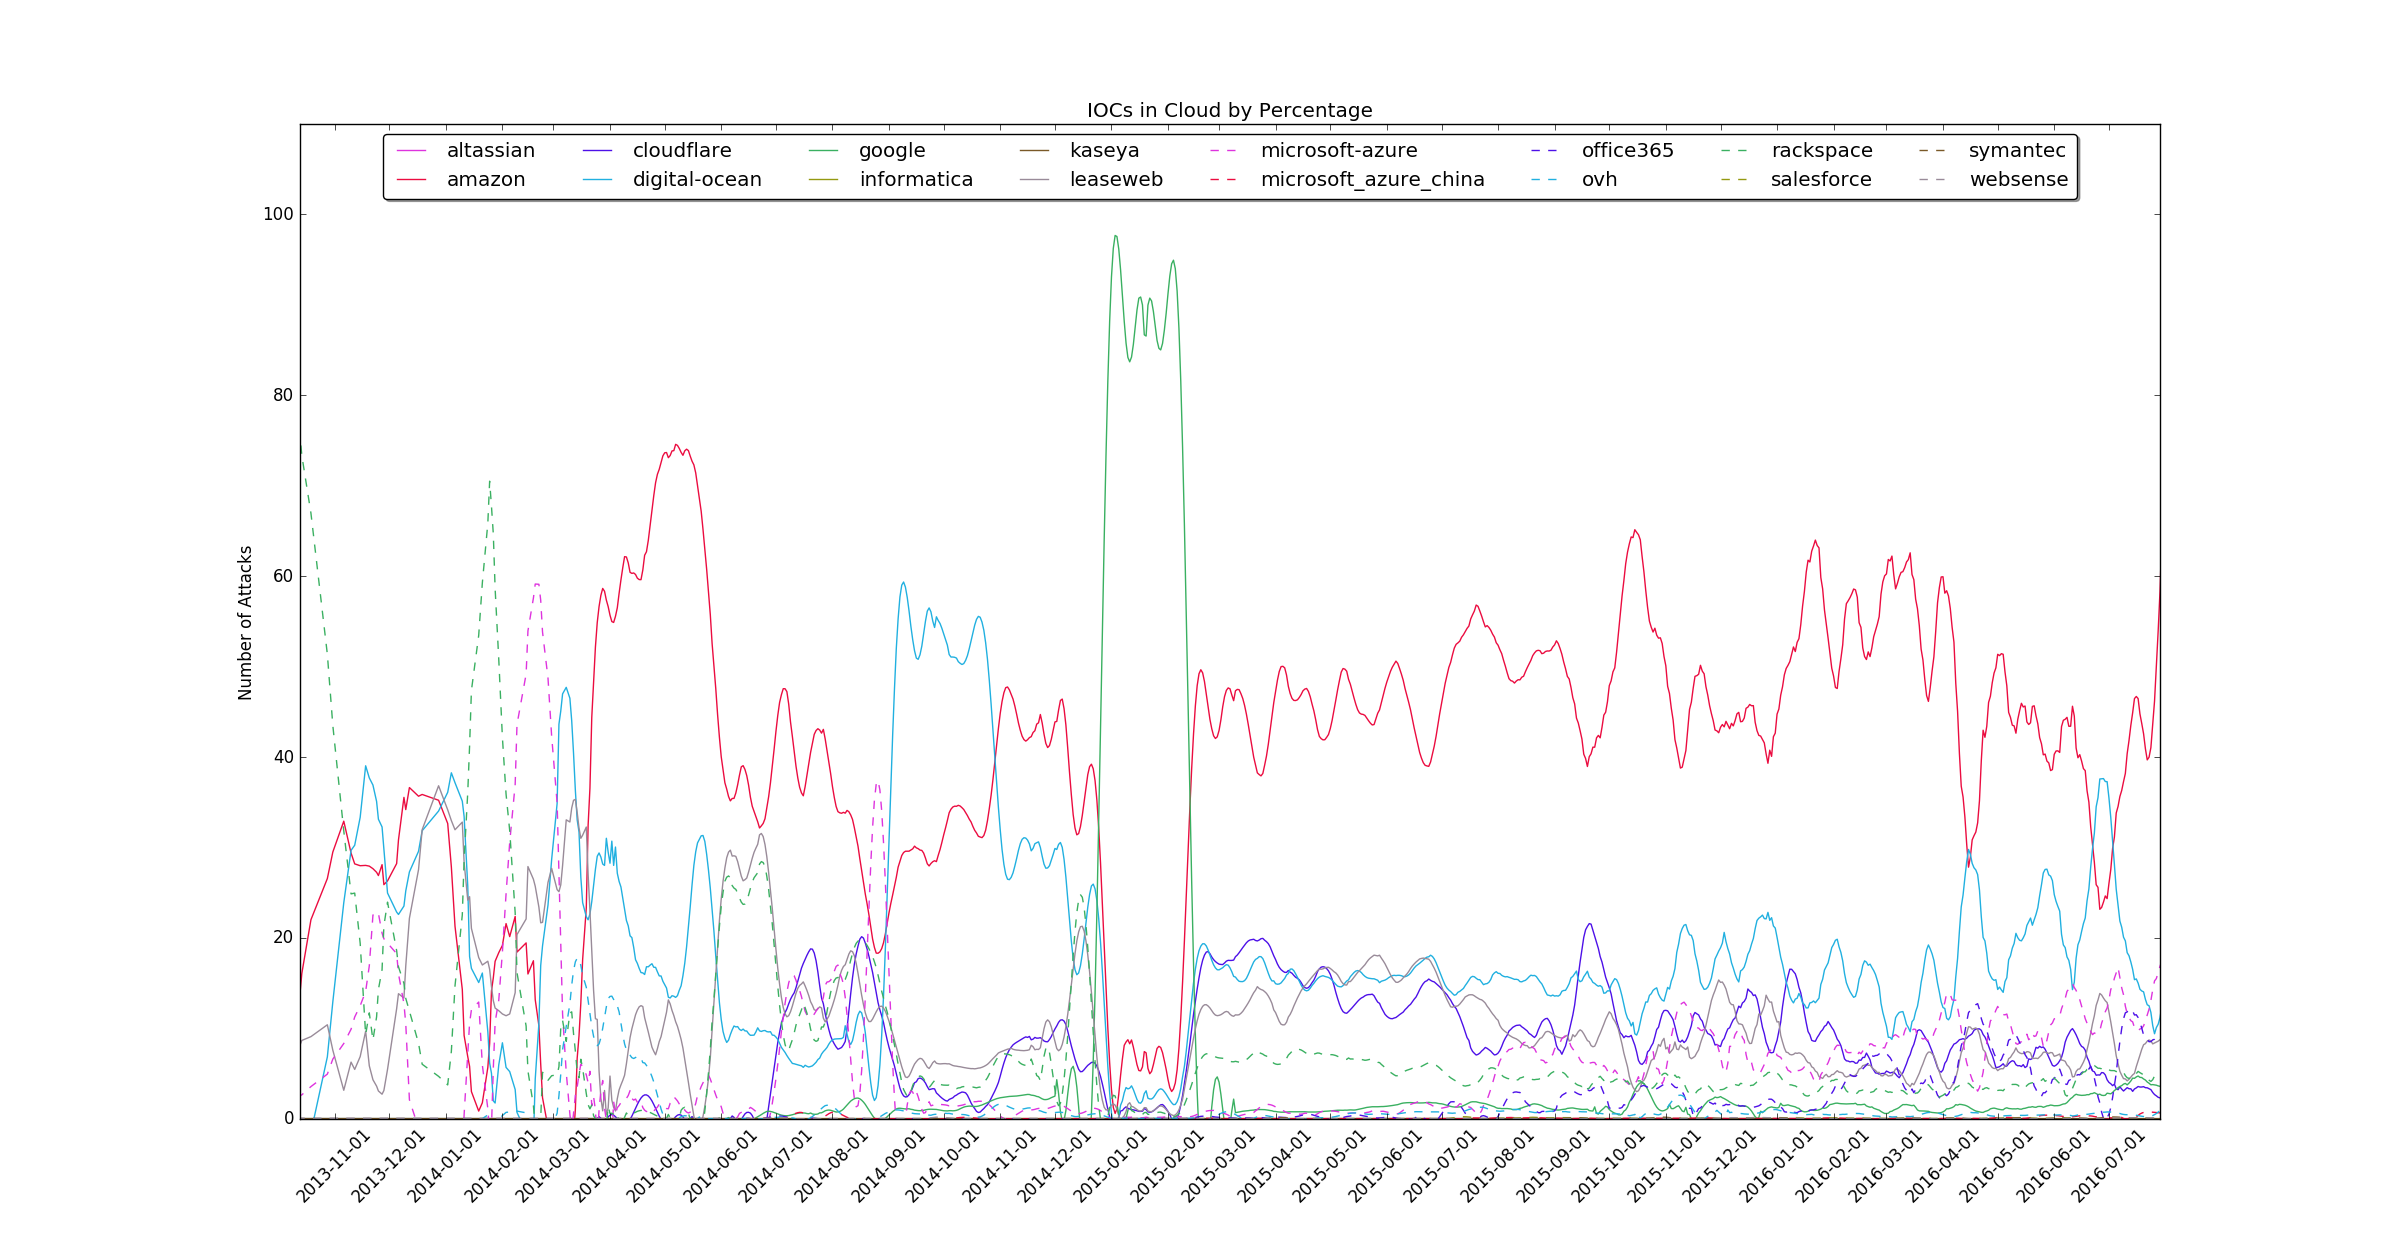 IOCs in Cloud by Percentage
altassian cloudflare google kaseya microsoft-azure office365 rackspace symantec
amazon digital-ocean informatica leaseweb microsoft_azure_china ovh salesforce websense
100
80
60
40
20
0
Number of Attacks
2013-11-01 2013-12-01 2014-01-01 2014-02-01 2014-03-01 2014-04-01 2014-05-01 2014-06-01 2014-07-01 2014-08-01 2014-09-01 2014-10-01 2014-11-01 2014-12-01 2015-01-01 2015-02-01 2015-03-01 2015-04-01 2015-05-01 2015-06-01 2015-07-01 2015-08-01 2015-09-01 2015-10-01 2015-11-01 2015-12-01 2016-01-01 2016-02-01 2016-03-01 2016-04-01 2016-05-01 2016-06-01 2016-07-01